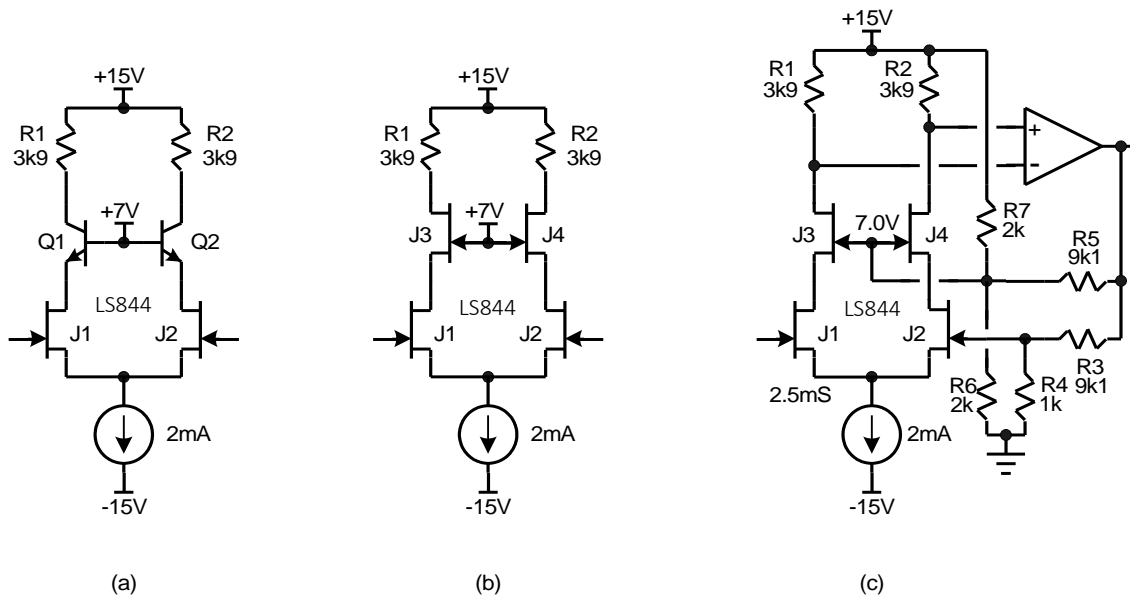 +15V
R1
3k9
R2
3k9
+7V
Q1
Q2
LS844
J1
J2
2mA
-15V
(a)
+15V
R1
3k9
R2
3k9
+7V
J3
J4
LS844
J1
J2
2mA
-15V
(b)
+15V
R1
3k9
R2
3k9
+
-
J3
7.0V
J4
R7
2k
R5
9k1
LS844
J1
J2
R3
9k1
2.5mS
R6
2k
R4
1k
2mA
-15V
(c)